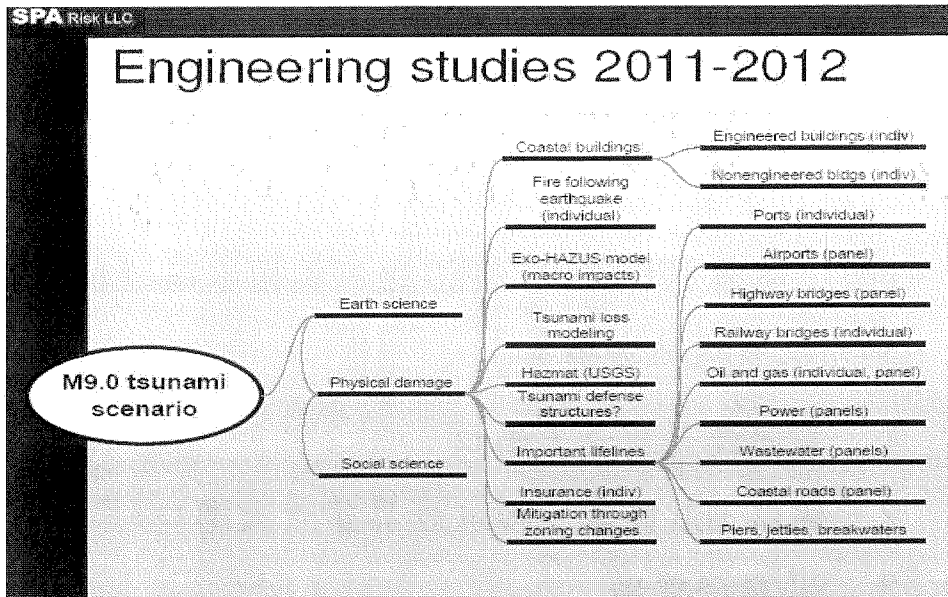 SPA Risk LLC
Engineering studies 2011-2012
M9.0 tsunami
scenario
Earth science
Physical damage
Social science
Coastal buildings
Fire following
earthquake
(individual)
Exo-HAZUS model
(macro impacts)
Tsunami loss
modeling
Hazmat (USGS)
Tsunami defense
structures?
Important lifelines
Insurance (indiv)
Mitigation through
zoning changes
Engineered buildings (indiv)
Nonengineered bldgs (indiv)
Ports (individual)
Airports (panel)
Highway bridges (panel)
Railway bridges (individual)
Oil and gas (individual, panel)
Power (panels)
Wastewater (panels)
Coastal roads (panel)
Piers, jetties, breakwaters